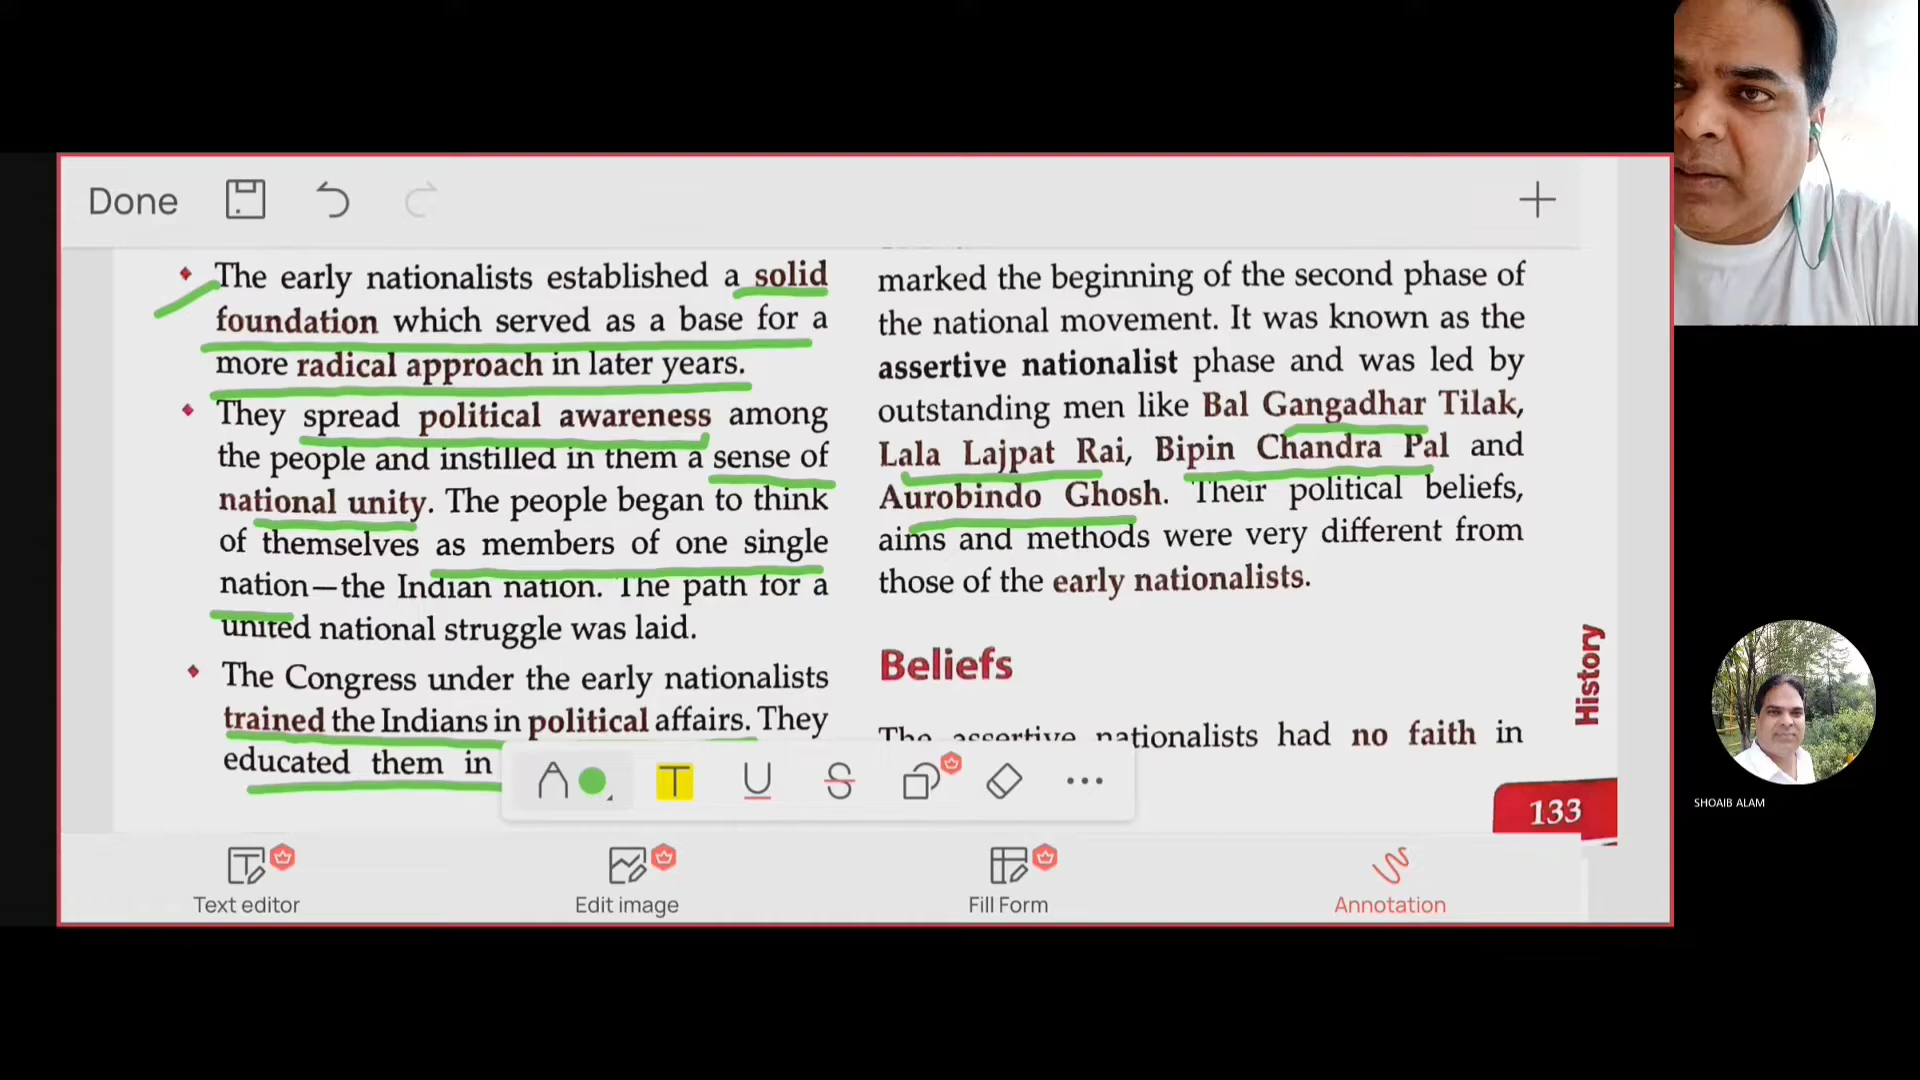 Done
The early nationalists established a solid
foundation which served as a base for a
more radical approach in later years.
They spread political awareness among
the people and instilled in them a sense of
national unity. The people began to think
of themselves as members of one single
nation—the Indian nation. The path for a
united national struggle was laid.
The Congress under the early nationalists
trained the Indians in political affairs. They
educated them in
marked the beginning of the second phase of
the national movement. It was known as the
assertive nationalist phase and was led by
outstanding men like Bal Gangadhar Tilak,
Lala Lajpat Rai, Bipin Chandra Pal and
Aurobindo Ghosh. Their political beliefs,
aims and methods were very different from
those of the early nationalists.
Beliefs
The assertive nationalists had no faith in
History
133
T
U
S
Text editor
Edit image
Fill Form
Annotation
SHOAIB ALAM